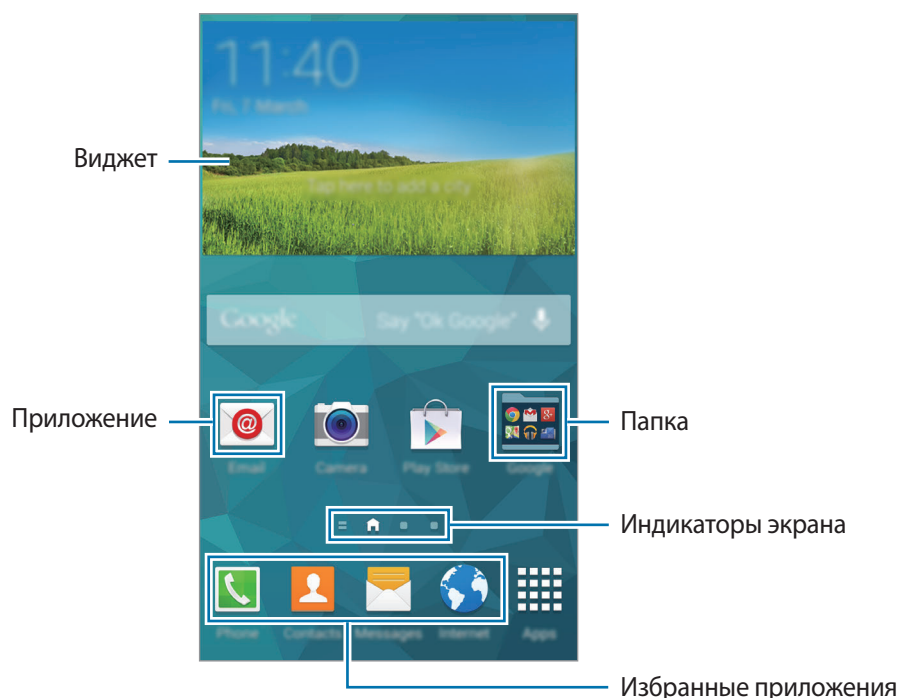 11:40
Fri, 7 March
Виджет
Tap here to add a city
Google Say "Ok Google"
Приложение
Папка
Email Camera Play Store Google
Индикаторы экрана
Phone Contacts Messages Internet Apps
Избранные приложения